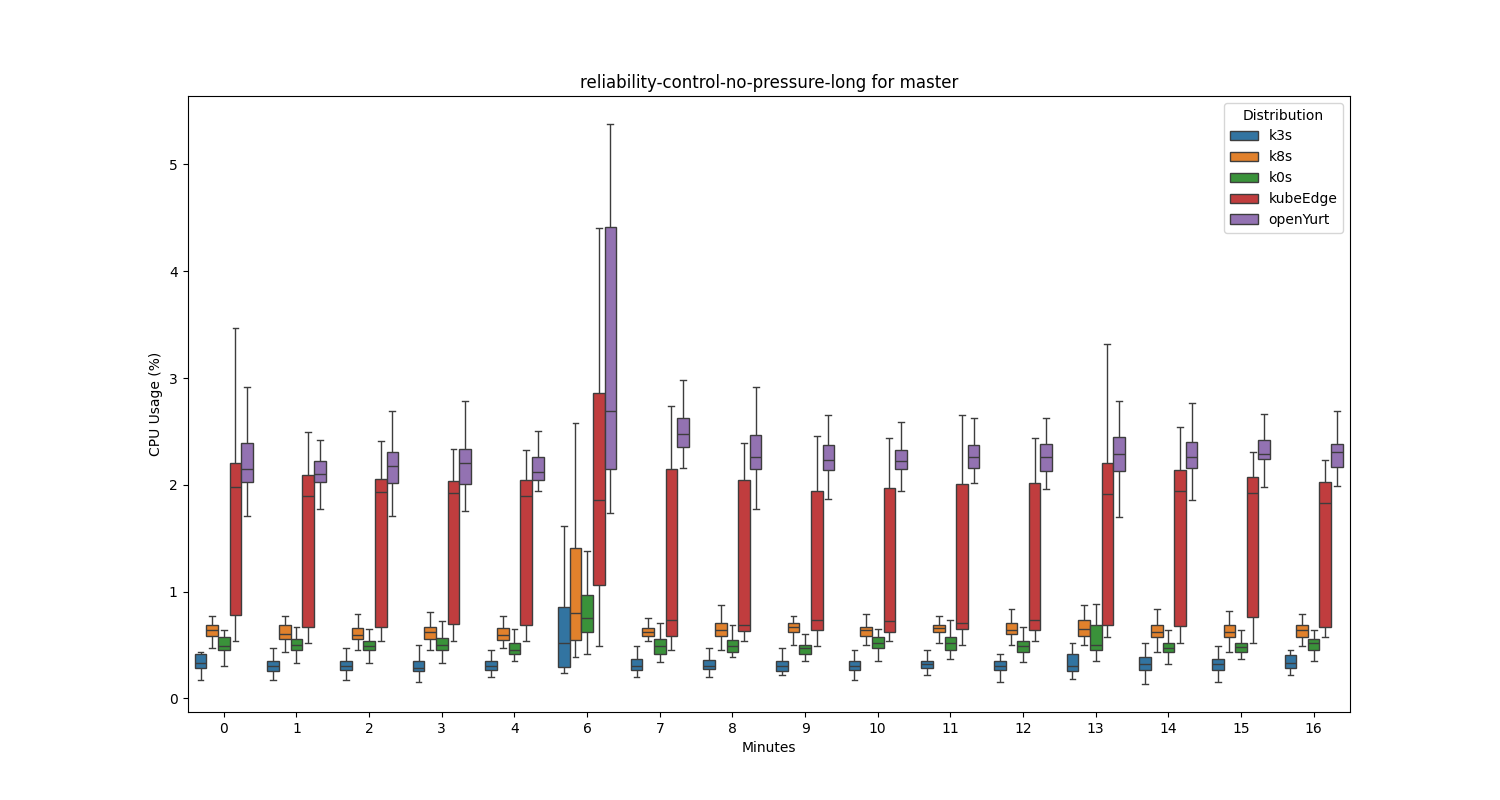 reliability-control-no-pressure-long for master
Distribution
k3s
k8s
k0s
kubeEdge
openYurt
CPU Usage (%)
5
4
3
2
1
0
0 1 2 3 4 6 7 8 9 10 11 12 13 14 15 16
Minutes